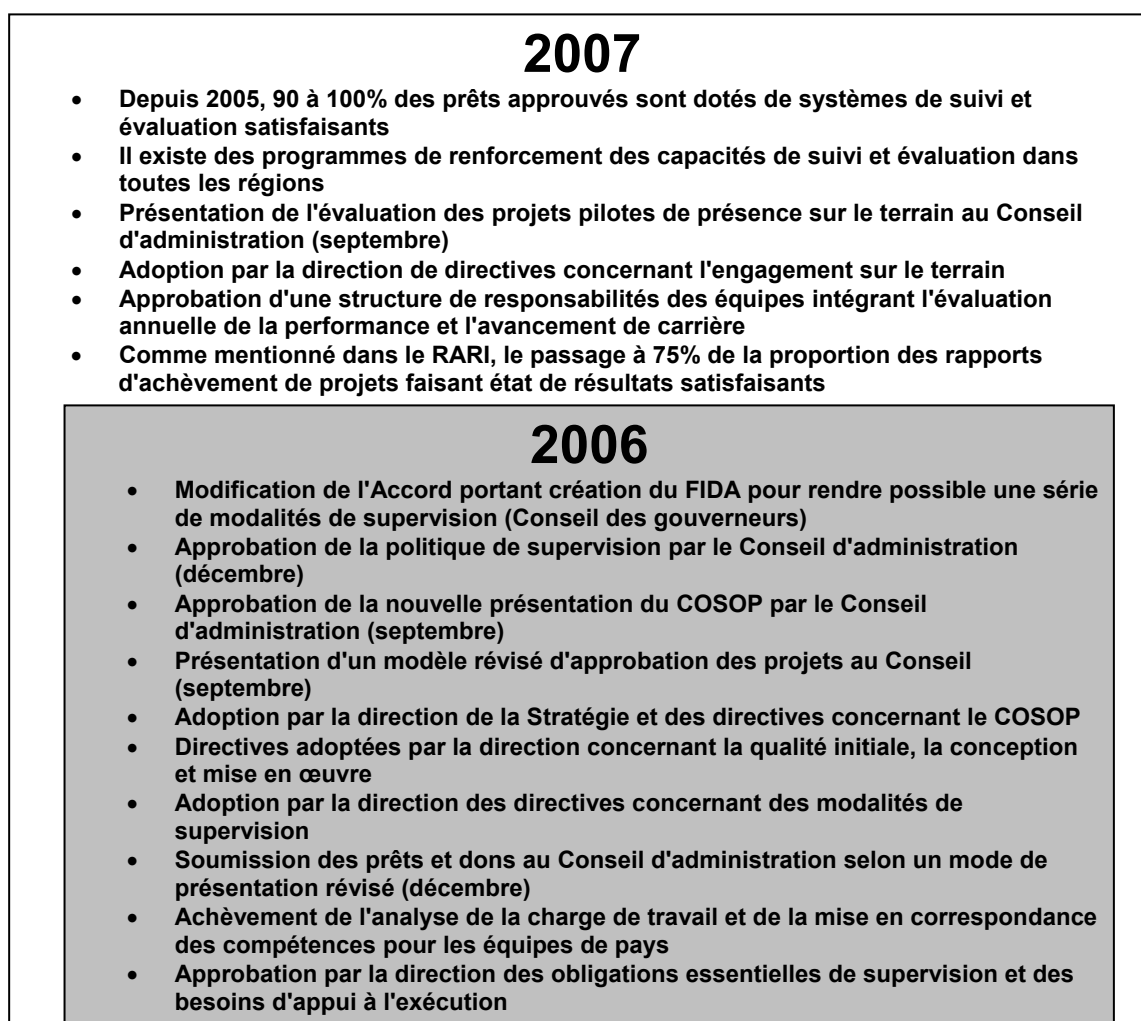 2007
• Depuis 2005, 90 à 100% des prêts approuvés sont dotés de systèmes de suivi et
évaluation satisfaisants
• Il existe des programmes de renforcement des capacités de suivi et évaluation dans
toutes les régions
• Présentation de l'évaluation des projets pilotes de présence sur le terrain au Conseil
d'administration (septembre)
• Adoption par la direction de directives concernant l'engagement sur le terrain
• Approbation d'une structure de responsabilités des équipes intégrant l'évaluation
annuelle de la performance et l'avancement de carrière
• Comme mentionné dans le RARI, le passage à 75% de la proportion des rapports
d'achèvement de projets faisant état de résultats satisfaisants
2006
• Modification de l'Accord portant création du FIDA pour rendre possible une série
de modalités de supervision (Conseil des gouverneurs)
• Approbation de la politique de supervision par le Conseil d'administration
(décembre)
• Approbation de la nouvelle présentation du COSOP par le Conseil
d'administration (septembre)
• Présentation d'un modèle révisé d'approbation des projets au Conseil
(septembre)
• Adoption par la direction de la Stratégie et des directives concernant le COSOP
• Directives adoptées par la direction concernant la qualité initiale, la conception
et mise en œuvre
• Adoption par la direction des directives concernant des modalités de
supervision
• Soumission des prêts et dons au Conseil d'administration selon un mode de
présentation révisé (décembre)
• Achèvement de l'analyse de la charge de travail et de la mise en correspondance
des compétences pour les équipes de pays
• Approbation par la direction des obligations essentielles de supervision et des
besoins d'appui à l'exécution